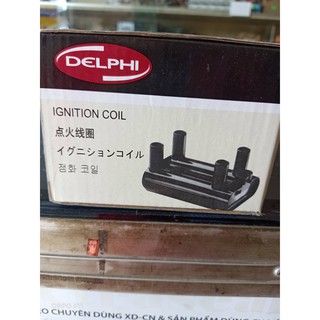 DELPHI
IGNITION COIL
点火线圈
イグニションコイル
점화 코일
CHUYÊN DÙNG XD-CN & SẢN PHẨM DÙNG